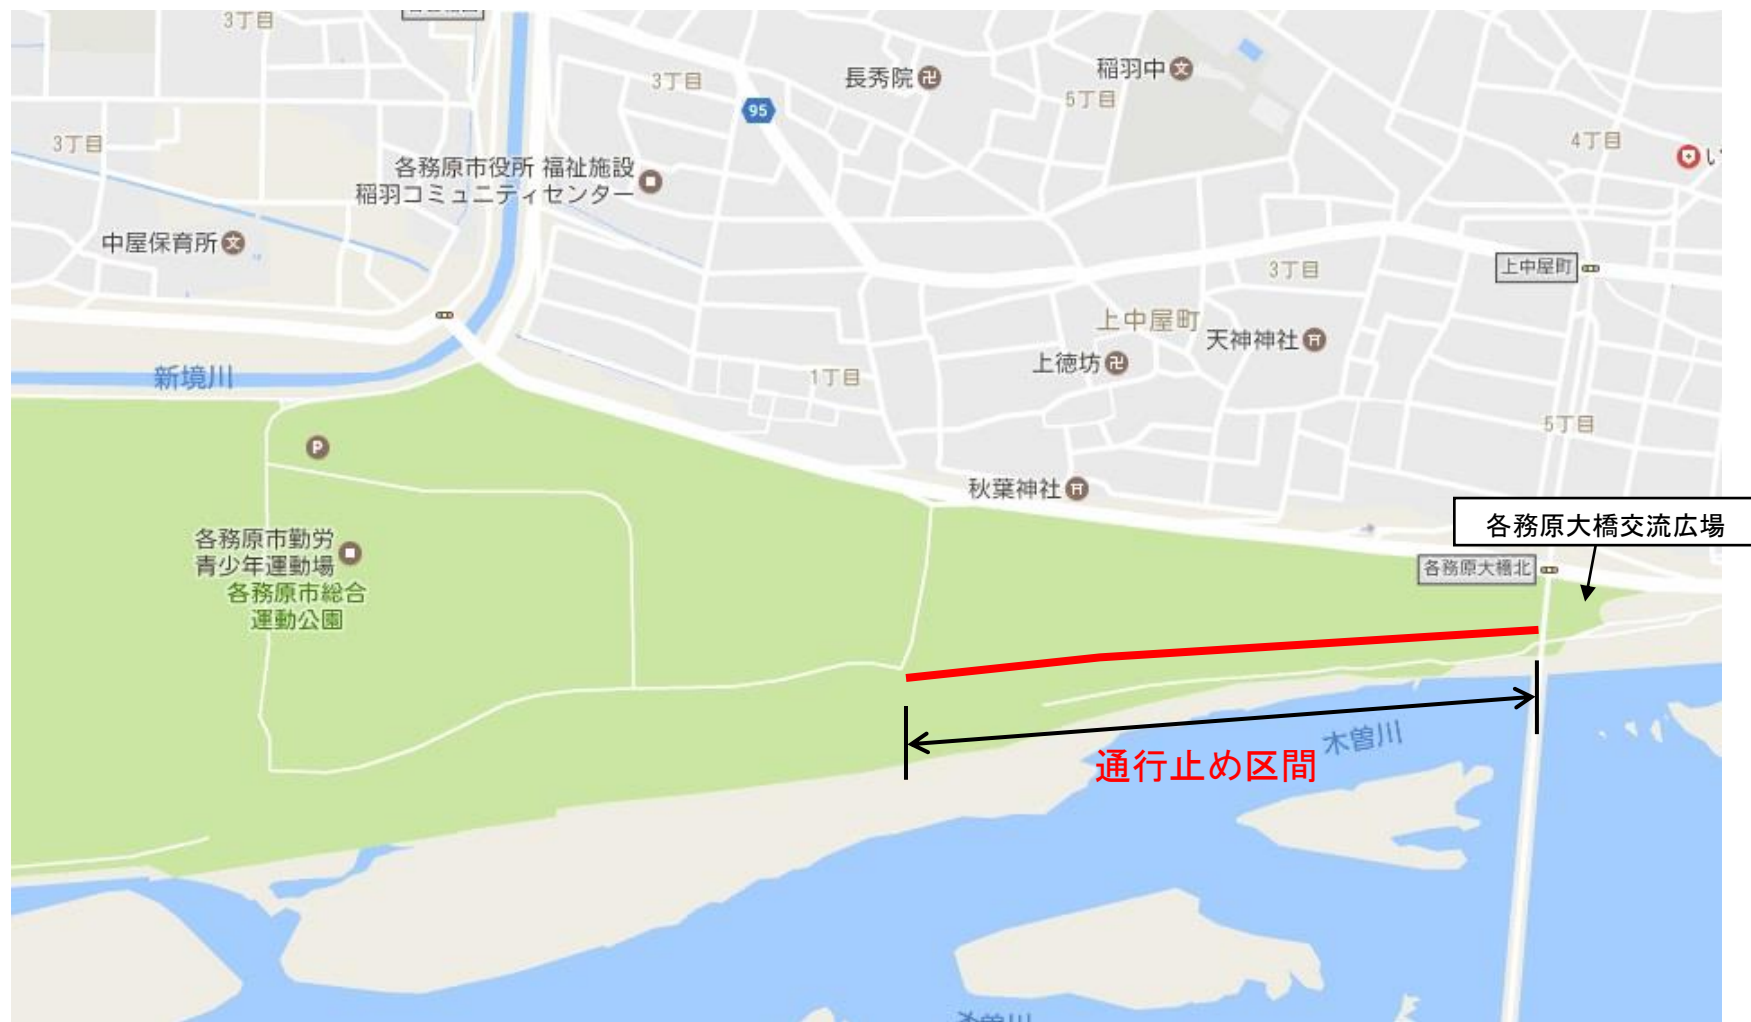 3丁目
3丁目
95
長秀院
稲羽中
5丁目
4丁目
3丁目
各務原市役所 福祉施設
稲羽コミュニティセンター
中屋保育所
3丁目
上中屋町
上中屋町
天神神社
上徳坊
新境川
1丁目
5丁目
P
秋葉神社
各務原大橋交流広場
各務原市勤労
青少年運動場
各務原市総合
運動公園
各務原大橋北
木曽川
通行止め区間